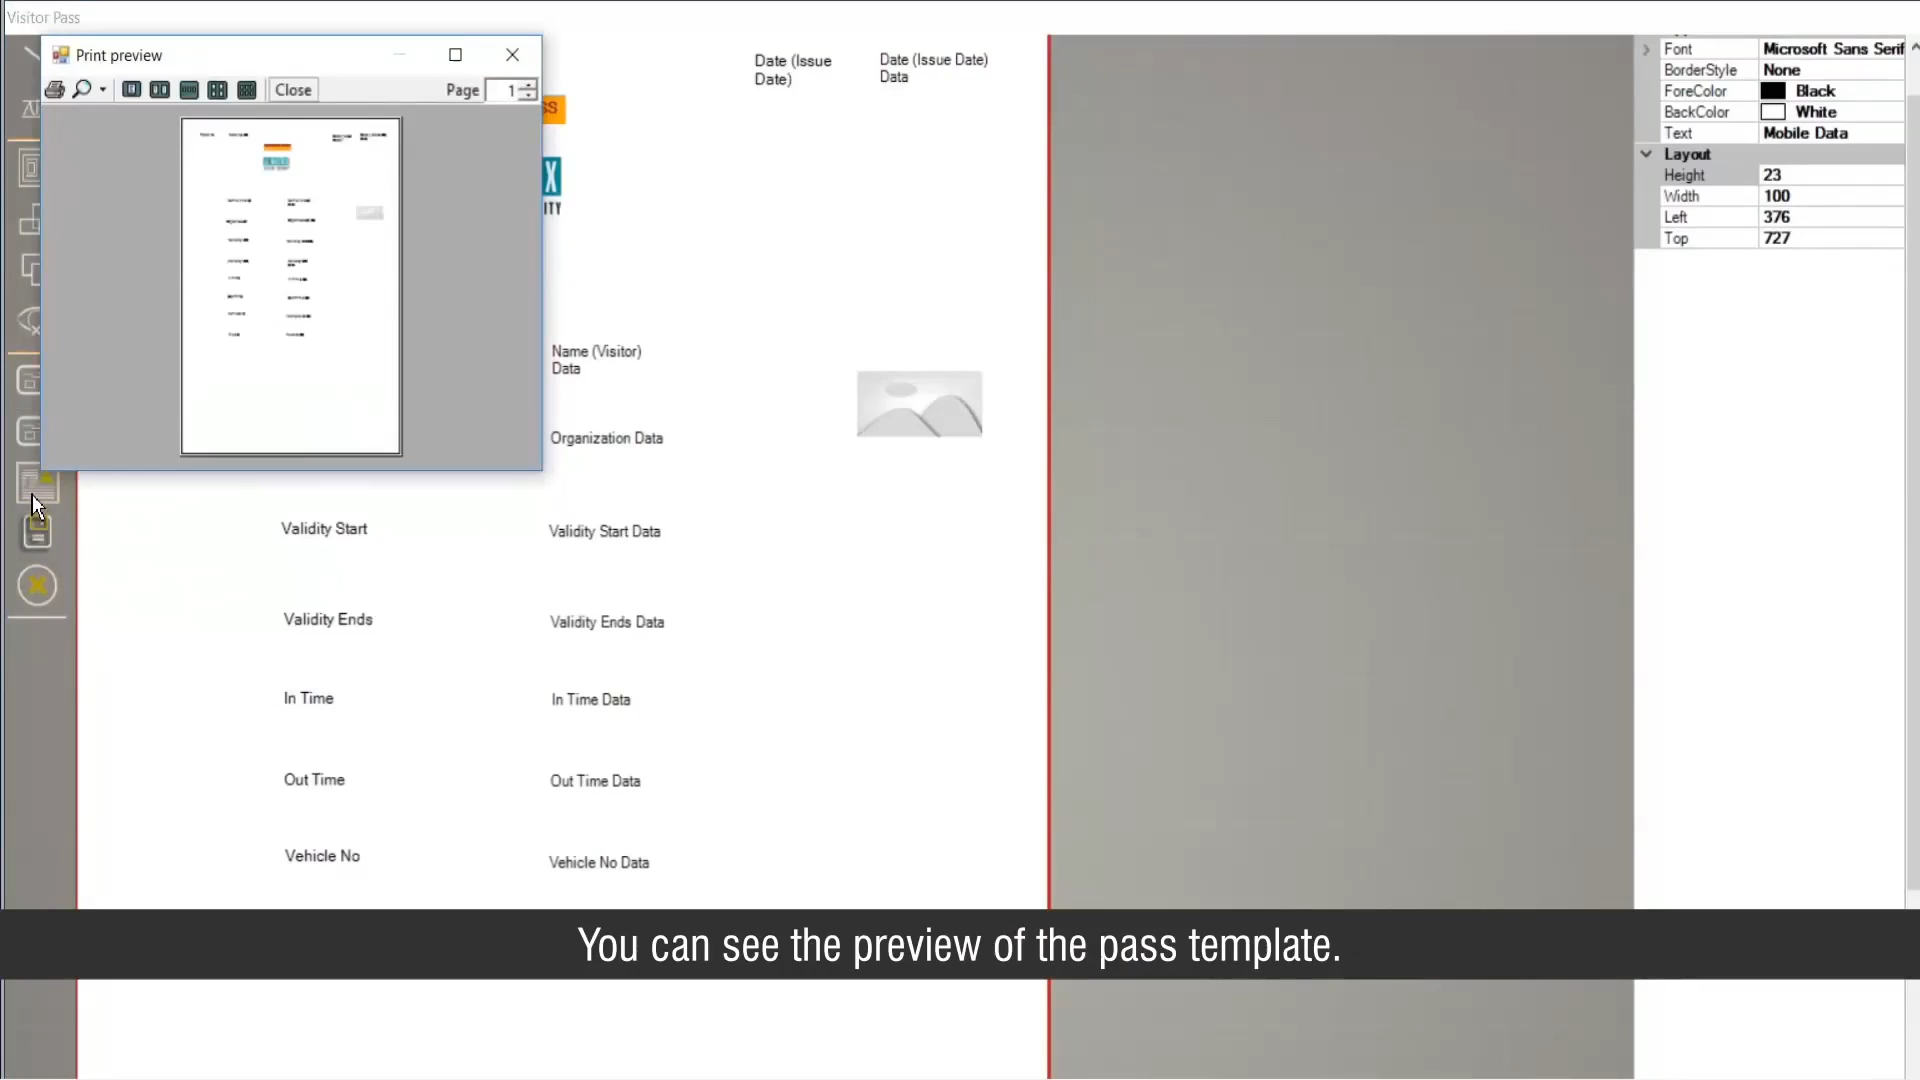 Visitor Pass
Print preview
Close
Page
1
Date (Issue
Date)
Date (Issue Date)
Data
SS
X
ITY
Name (Visitor)
Data
Organization Data
Validity Start
Validity Start Data
Validity Ends
Validity Ends Data
In Time
In Time Data
Out Time
Out Time Data
Vehicle No
Vehicle No Data
Font
Microsoft Sans Serif
BorderStyle
None
ForeColor
Black
BackColor
White
Text
Mobile Data
Layout
Height
23
Width
100
Left
376
Top
727
You can see the preview of the pass template.